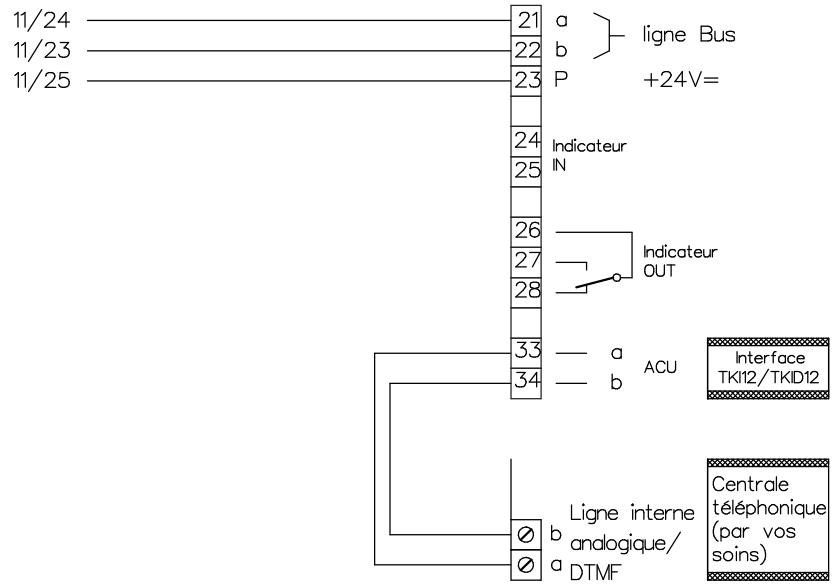 11/24 21 a
ligne Bus
11/23 22 b
11/25 23 P +24V=
24
Indicateur
IN
25
26
27
Indicateur
OUT
28
33 a
ACU
34 b
Interface
TKI12/TKID12
Centrale
téléphonique
(par vos
soins)
Ligne interne
b analogique/
a DTMF